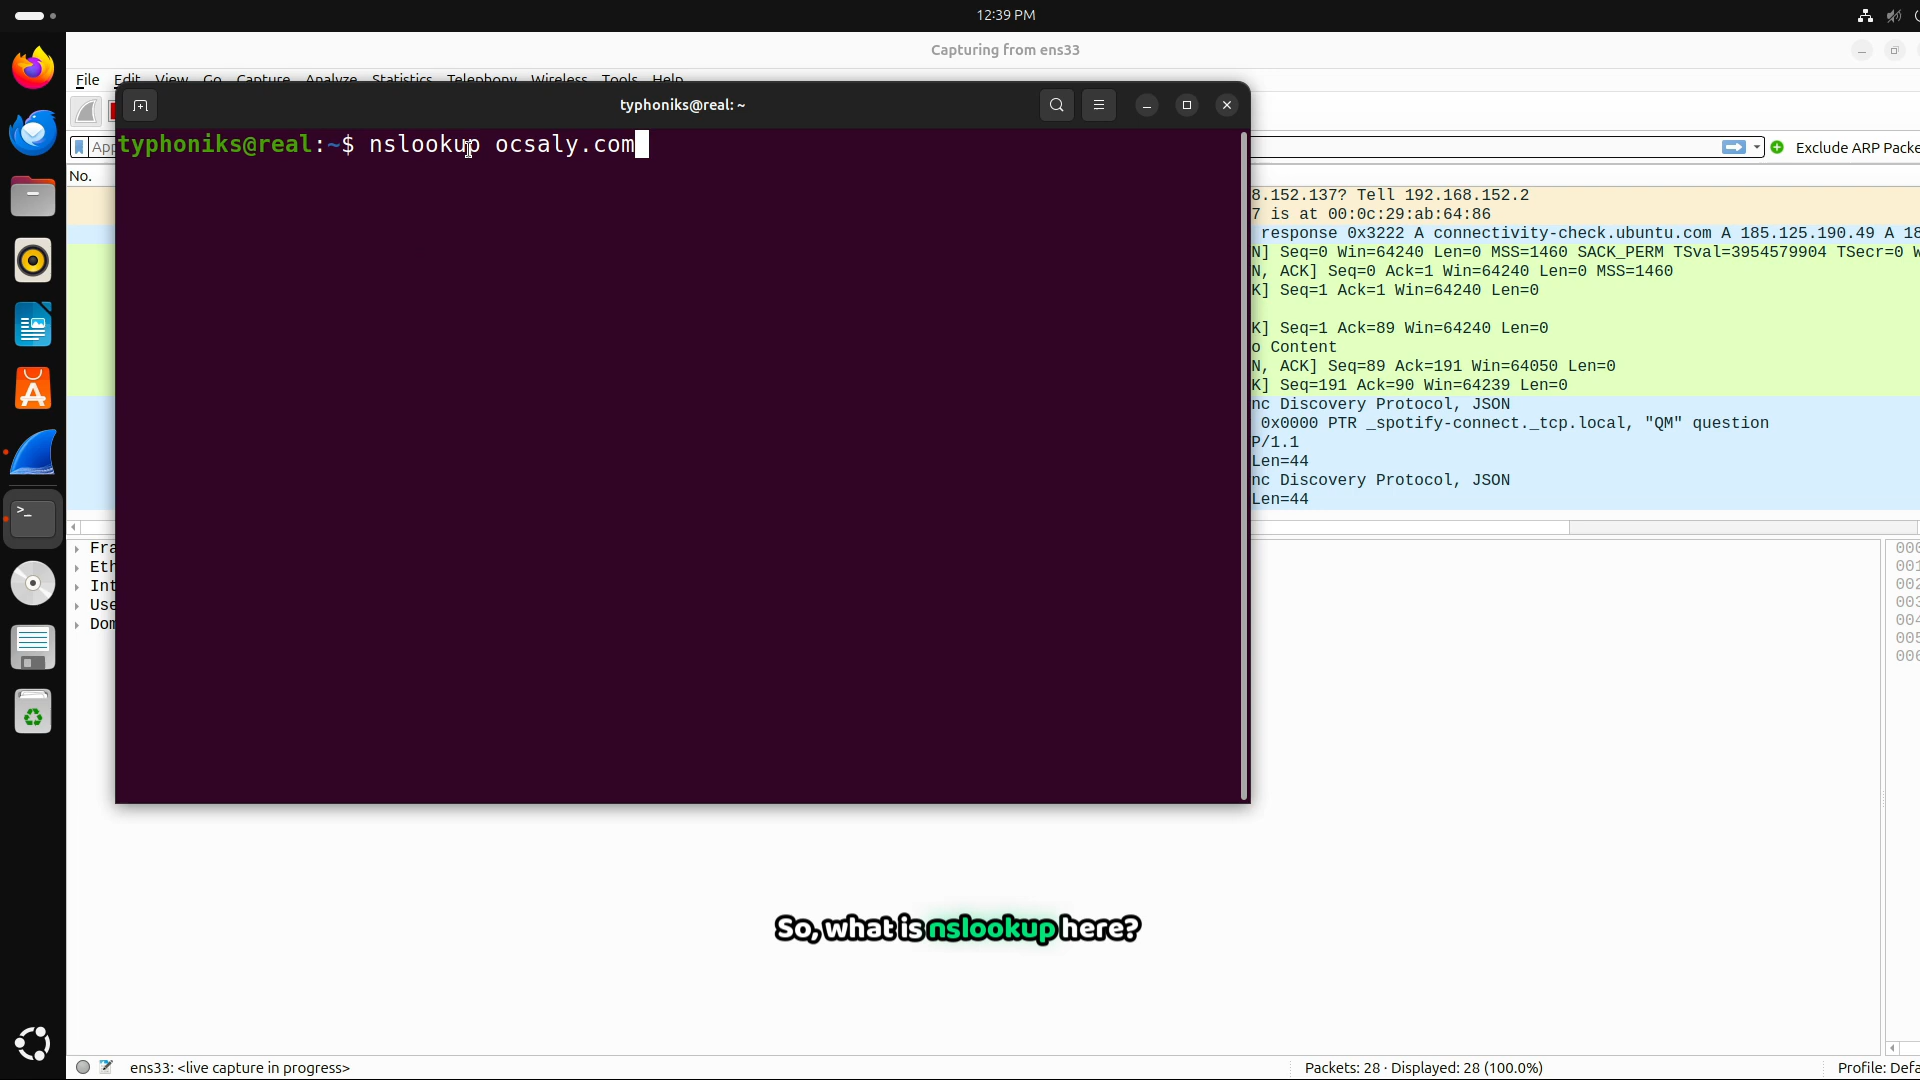 12:39 PM
Capturing from ens33
File Edit View Go Capture Analyze Statistics Telephony Wireless Tools Help
typhoniks@real: ~
typhoniks@real:~$ nslookup ocsaly.com
App
Exclude ARP Packe
No.
8.152.137? Tell 192.168.152.2
7 is at 00:0c:29:ab:64:86
response 0x3222 A connectivity-check.ubuntu.com A 185.125.190.49 A 18
N] Seq=0 Win=64240 Len=0 MSS=1460 SACK_PERM TSval=3954579904 TSecr=0 W
N, ACK] Seq=0 Ack=1 Win=64240 Len=0 MSS=1460
K] Seq=1 Ack=1 Win=64240 Len=0
K] Seq=1 Ack=89 Win=64240 Len=0
o Content
N, ACK] Seq=89 Ack=191 Win=64050 Len=0
K] Seq=191 Ack=90 Win=64239 Len=0
nc Discovery Protocol, JSON
0x0000 PTR _spotify-connect._tcp.local, "QM" question
P/1.1
Len=44
nc Discovery Protocol, JSON
Len=44
Fra
Eth
Int
Use
Dom
000
001
002
003
004
005
006
So, what is nslookup here?
ens33: <live capture in progress>
Packets: 28 · Displayed: 28 (100.0%)
Profile: Defa